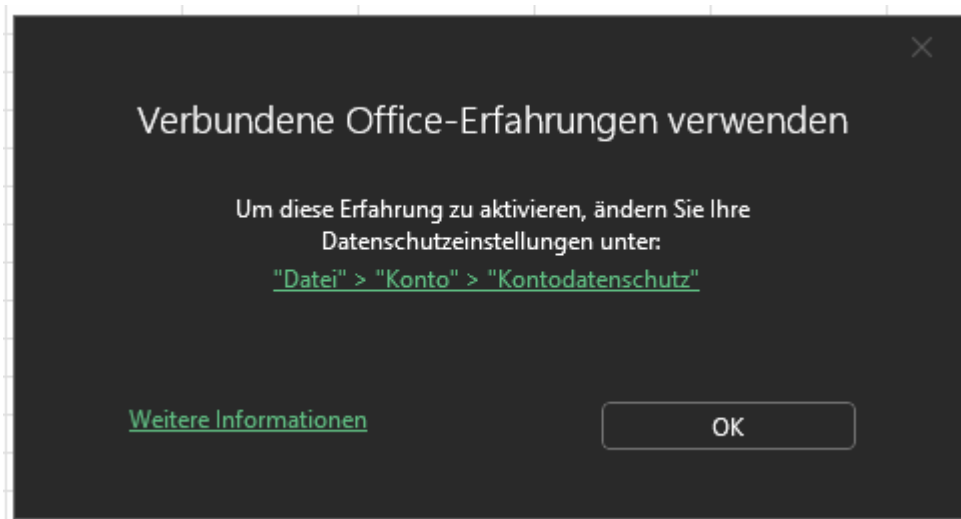 Verbundene Office-Erfahrungen verwenden
Um diese Erfahrung zu aktivieren, ändern Sie Ihre
Datenschutzeinstellungen unter:
"Datei" > "Konto" > "Kontodatenschutz"
Weitere Informationen
OK